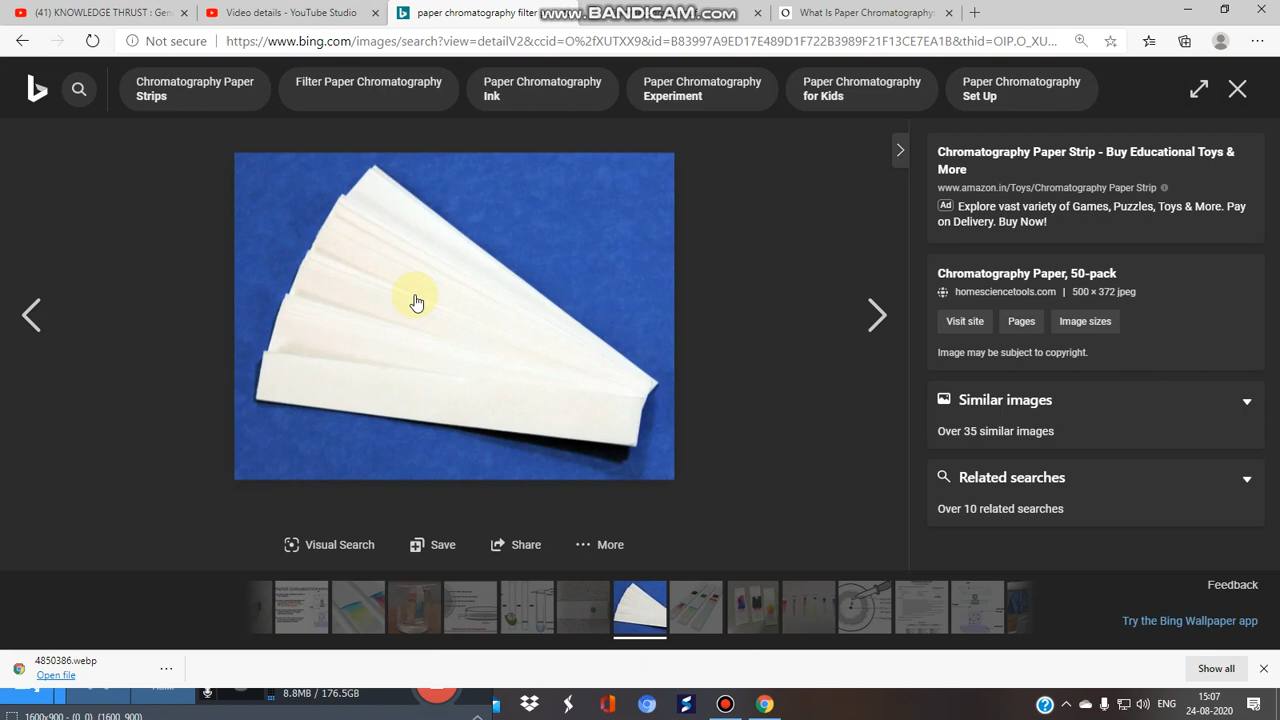 (41) KNOWLEDGE THRUST : Gen
Video details - YouTube Studio
paper chromatography filter
www.BANDICAM.com
What Is Paper Chromatography
Not secure
https://www.bing.com/images/search?view=detailV2&ccid=O%2fXUTXX9&id=B83997A9ED17E489D1F722B3989F21F13CE7EA1B&thid=OIP.O_XU...
Chromatography Paper
Strips
Filter Paper Chromatography
Paper Chromatography
Ink
Paper Chromatography
Experiment
Paper Chromatography
for Kids
Paper Chromatography
Set Up
Chromatography Paper Strip - Buy Educational Toys &
More
www.amazon.in/Toys/Chromatography Paper Strip
Ad Explore vast variety of Games, Puzzles, Toys & More. Pay
on Delivery. Buy Now!
Chromatography Paper, 50-pack
homesciencetools.com | 500 × 372 jpeg
Visit site
Pages
Image sizes
Image may be subject to copyright.
Similar images
Over 35 similar images
Related searches
Over 10 related searches
Visual Search
Save
Share
More
Feedback
Try the Bing Wallpaper app
4850386.webp
Open file
Show all
8.8MB / 176.5GB
1600x900 - (0, 0) (1600, 900)
ENG
15:07
24-08-2020